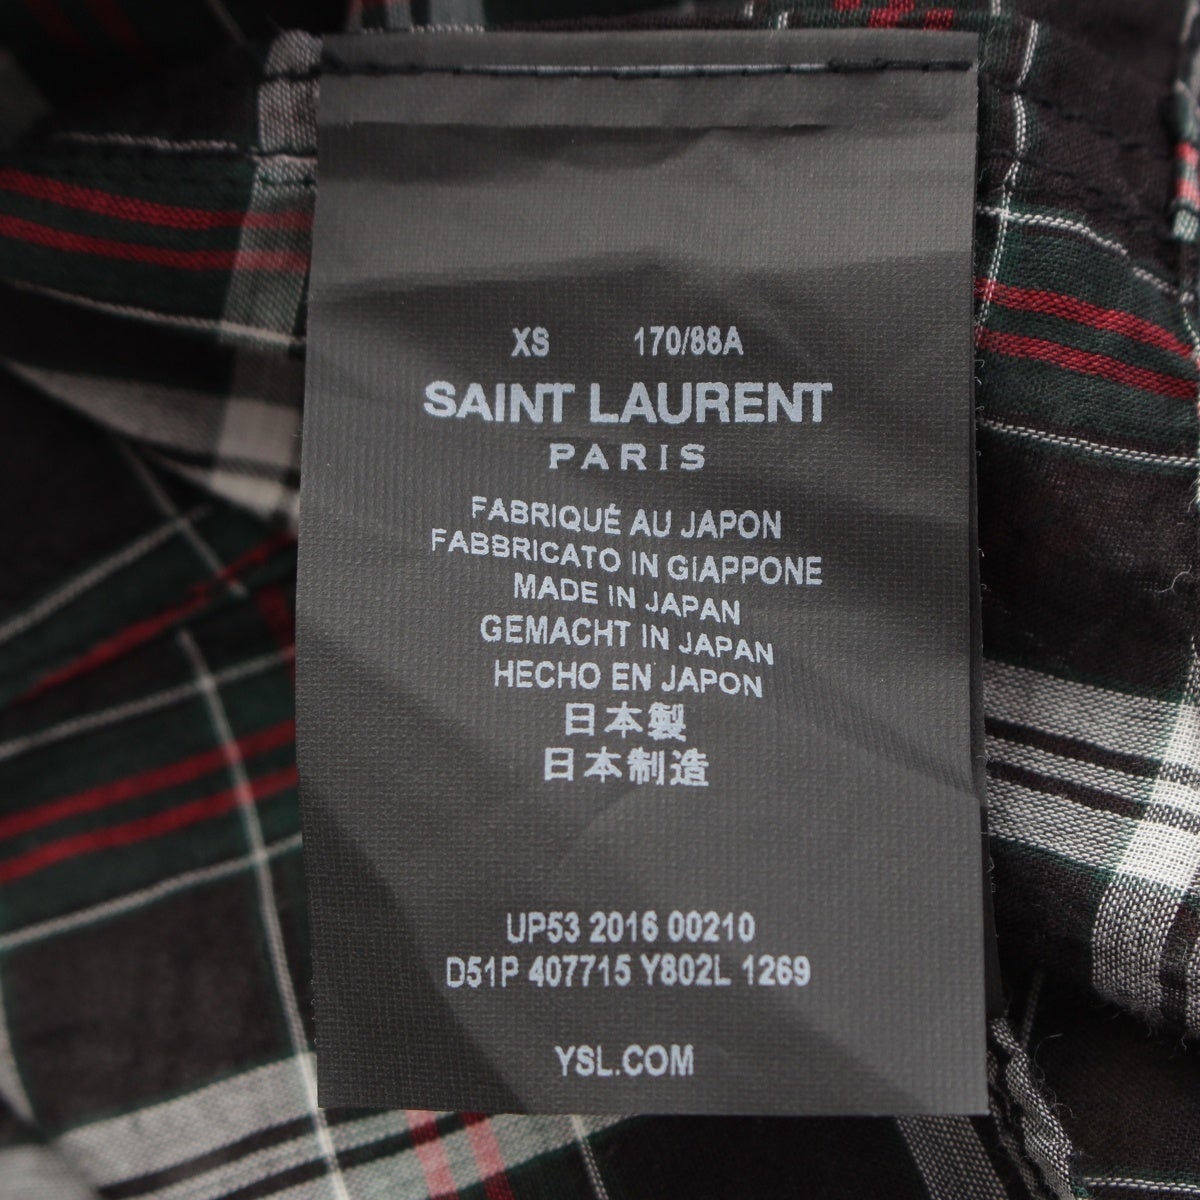 XS 170/88A
SAINT LAURENT
PARIS
FABRIQUÉ AU JAPON
FABBRICATO IN GIAPPONE
MADE IN JAPAN
GEMACHT IN JAPAN
HECHO EN JAPON
日本製
日本制造
UP53 2016 00210
D51P 407715 Y802L 1269
YSL.COM